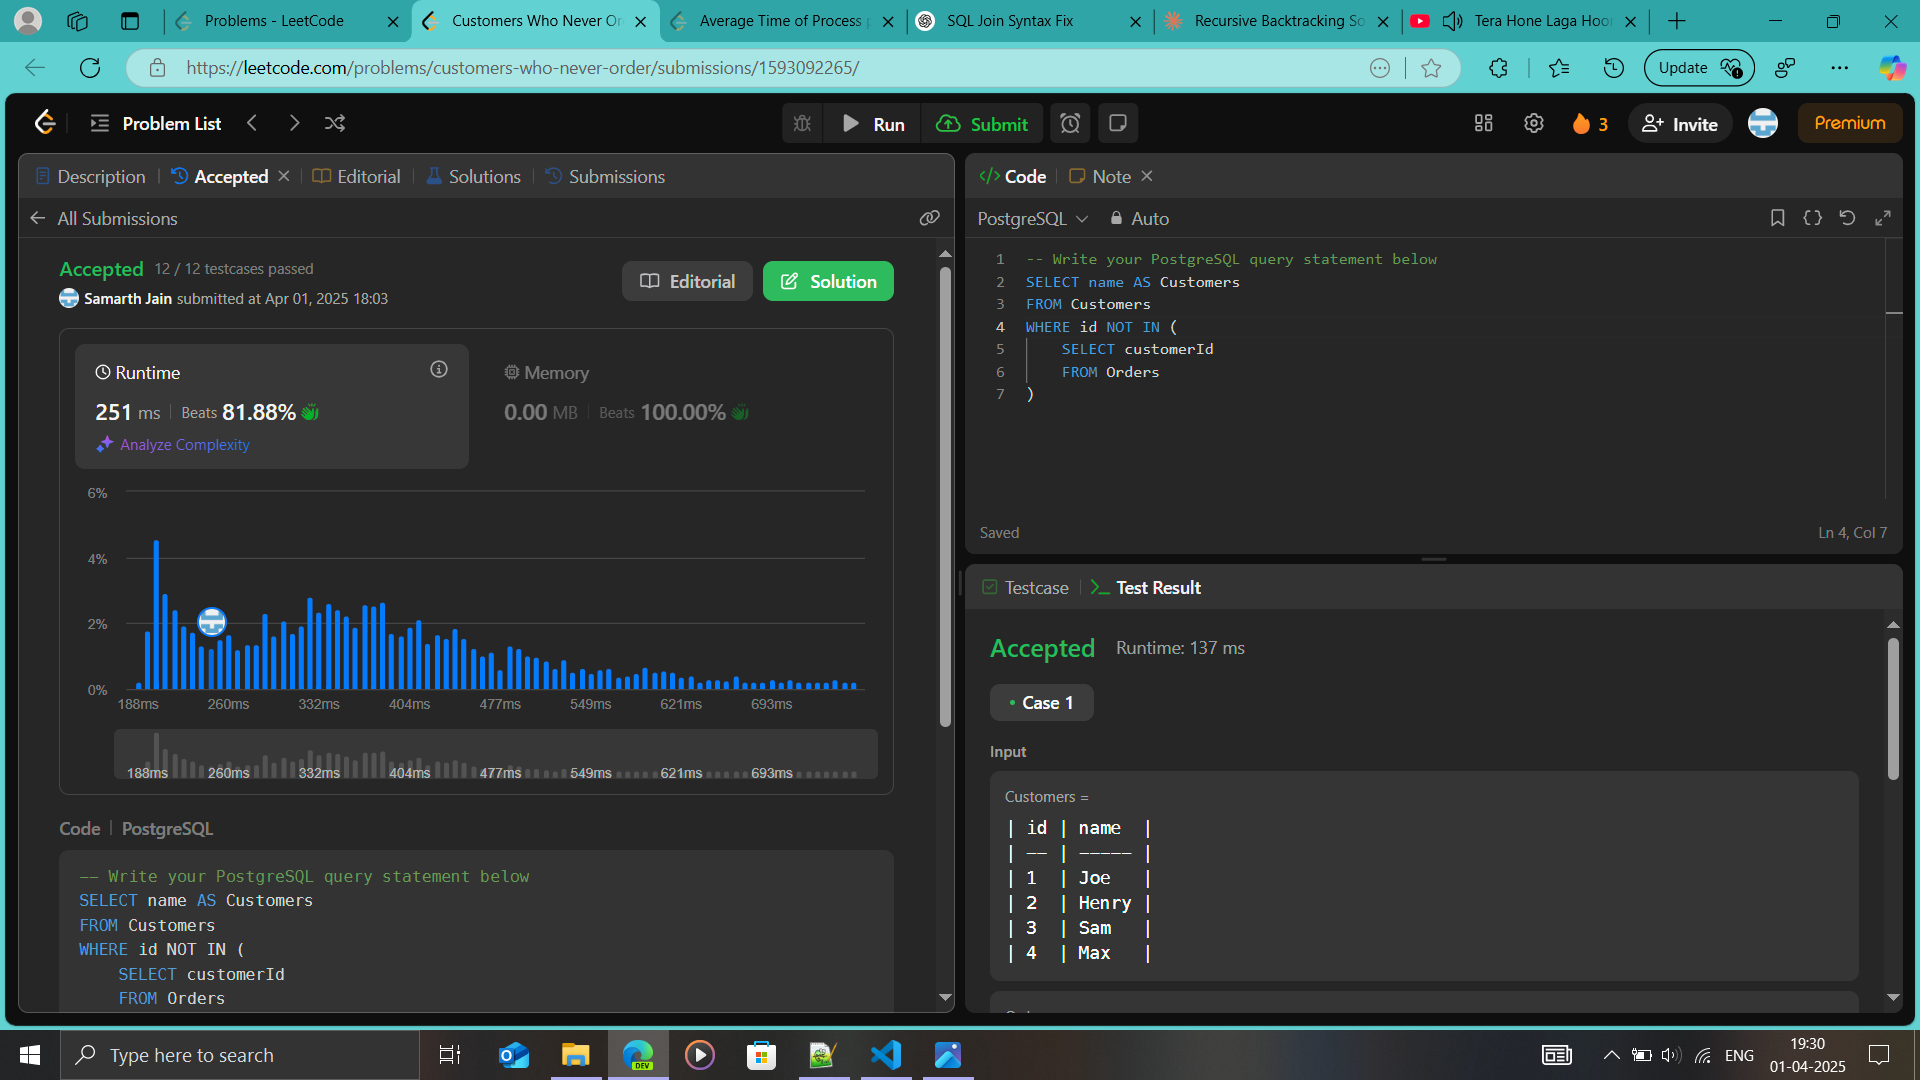 Problems - LeetCode
Customers Who Never Or
Average Time of Process p
SQL Join Syntax Fix
Recursive Backtracking So
Tera Hone Laga Hoon
https://leetcode.com/problems/customers-who-never-order/submissions/1593092265/
Update
Problem List
Run
Submit
3
Invite
Premium
Description
Accepted
Editorial
Solutions
Submissions
All Submissions
Accepted 12 / 12 testcases passed
Samarth Jain submitted at Apr 01, 2025 18:03
Editorial
Solution
Runtime
251 ms | Beats 81.88%
Analyze Complexity
Memory
0.00 MB | Beats 100.00%
6%
4%
2%
0%
188ms 260ms 332ms 404ms 477ms 549ms 621ms 693ms
188ms 260ms 332ms 404ms 477ms 549ms 621ms 693ms
Code | PostgreSQL
-- Write your PostgreSQL query statement below
SELECT name AS Customers
FROM Customers
WHERE id NOT IN (
SELECT customerId
FROM Orders
</> Code
Note
PostgreSQL
Auto
1 -- Write your PostgreSQL query statement below
2 SELECT name AS Customers
3 FROM Customers
4 WHERE id NOT IN (
5 SELECT customerId
6 FROM Orders
7 )
Saved
Ln 4, Col 7
Testcase
Test Result
Accepted Runtime: 137 ms
Case 1
Input
Customers =
| id | name |
| -- | ----- |
| 1 | Joe |
| 2 | Henry |
| 3 | Sam |
| 4 | Max |
Type here to search
DEV
ENG
19:30
01-04-2025